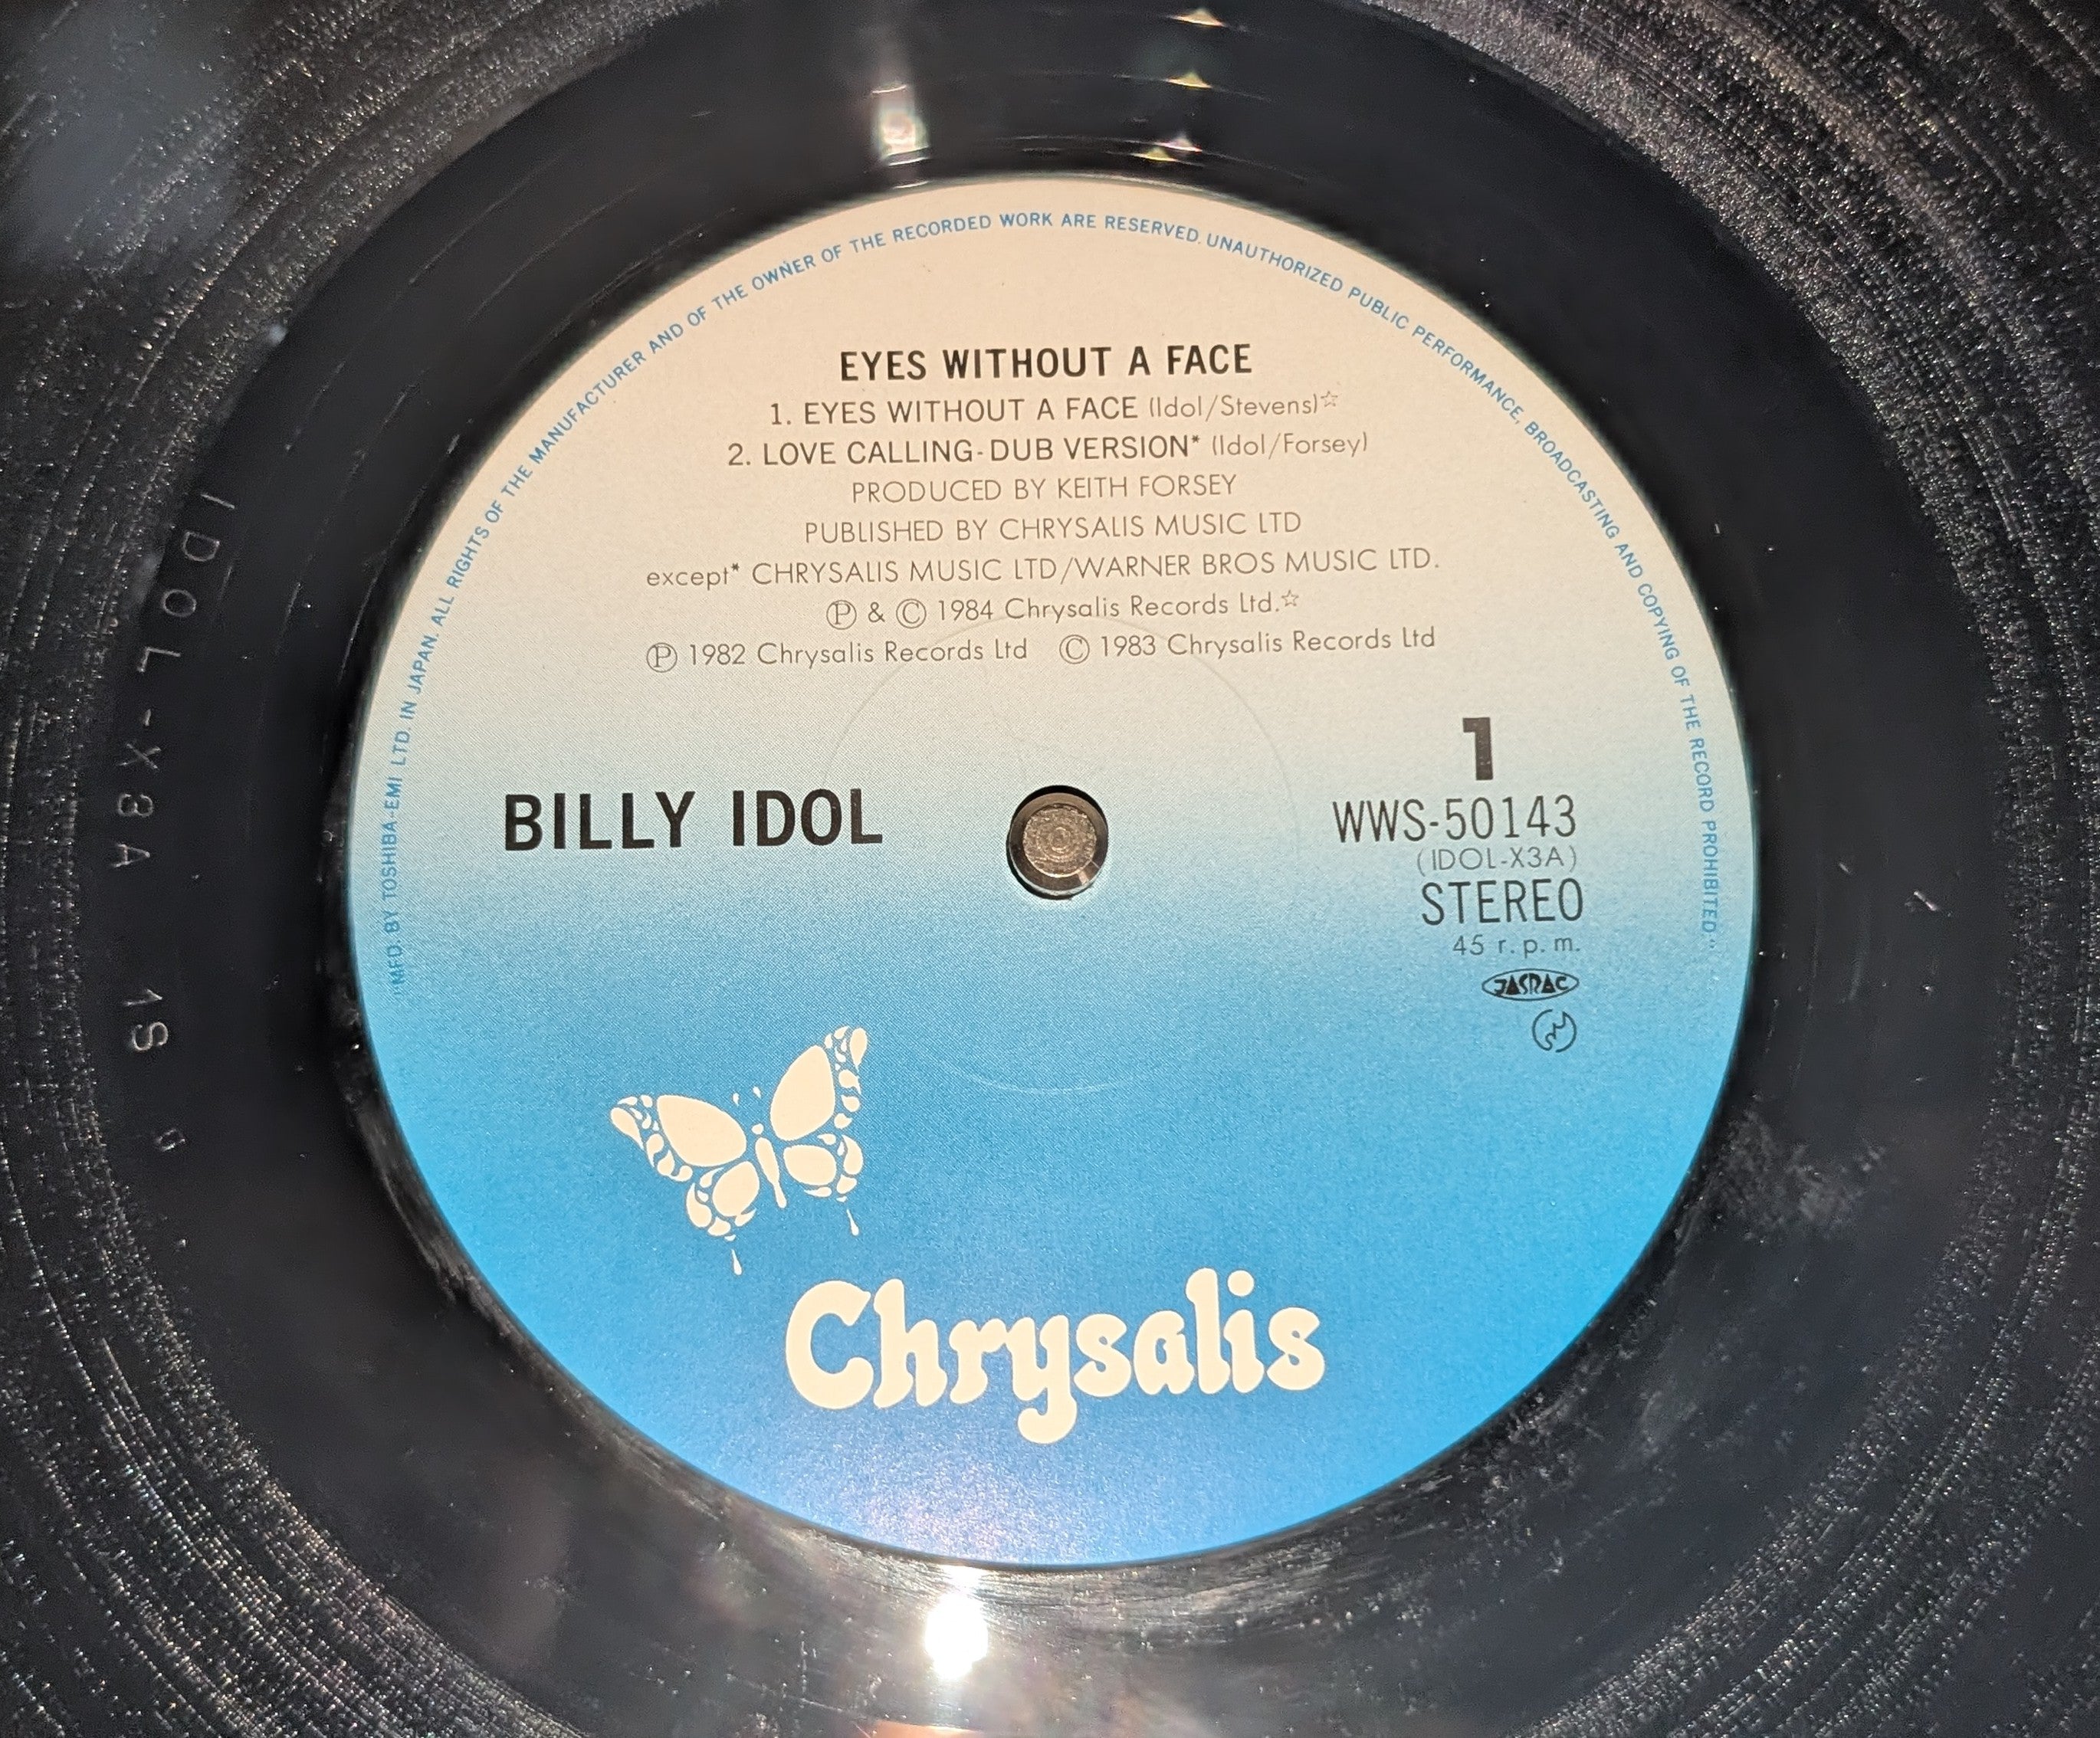 "MFD. BY TOSHIBA-EMI LTD. IN JAPAN. ALL RIGHTS OF THE MANUFACTURER AND OF THE OWNER OF THE RECORDED WORK ARE RESERVED. UNAUTHORIZED PUBLIC PERFORMANCE, BROADCASTING AND COPYING OF THE RECORD PROHIBITED."
EYES WITHOUT A FACE
1. EYES WITHOUT A FACE (Idol/Stevens)☆
2. LOVE CALLING-DUB VERSION* (Idol/Forsey)
PRODUCED BY KEITH FORSEY
PUBLISHED BY CHRYSALIS MUSIC LTD
except* CHRYSALIS MUSIC LTD/WARNER BROS MUSIC LTD.
Ⓟ & © 1984 Chrysalis Records Ltd.☆
Ⓟ 1982 Chrysalis Records Ltd © 1983 Chrysalis Records Ltd
BILLY IDOL
1
WWS-50143
(IDOL-X3A)
STEREO
45 r.p.m.
JASRAC
Chrysalis
IDOL-X3A 1S